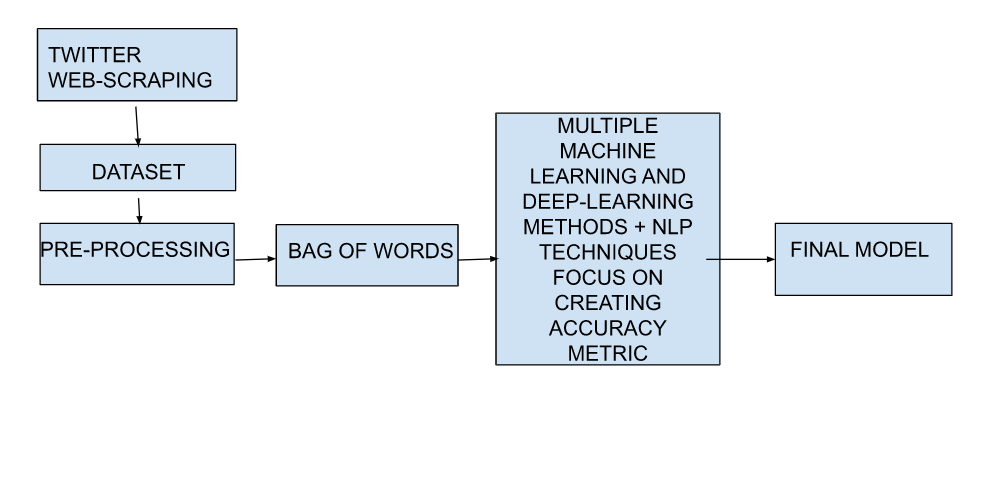 TWITTER
WEB-SCRAPING
DATASET
PRE-PROCESSING
BAG OF WORDS
MULTIPLE
MACHINE
LEARNING AND
DEEP-LEARNING
METHODS + NLP
TECHNIQUES
FOCUS ON
CREATING
ACCURACY
METRIC
FINAL MODEL